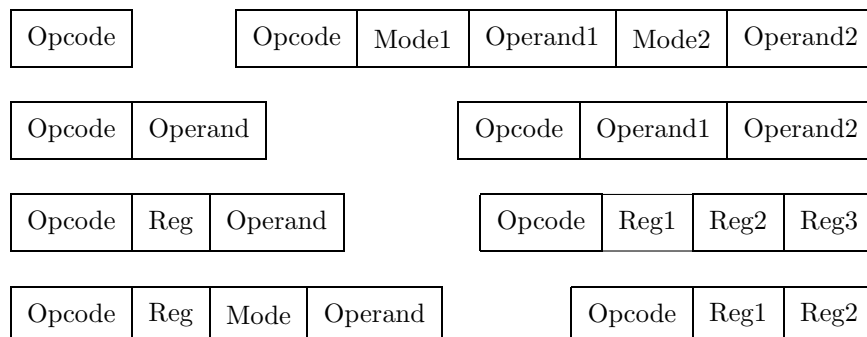 Opcode Opcode Mode1 Operand1 Mode2 Operand2
Opcode Operand Opcode Operand1 Operand2
Opcode Reg Operand Opcode Reg1 Reg2 Reg3
Opcode Reg Mode Operand Opcode Reg1 Reg2